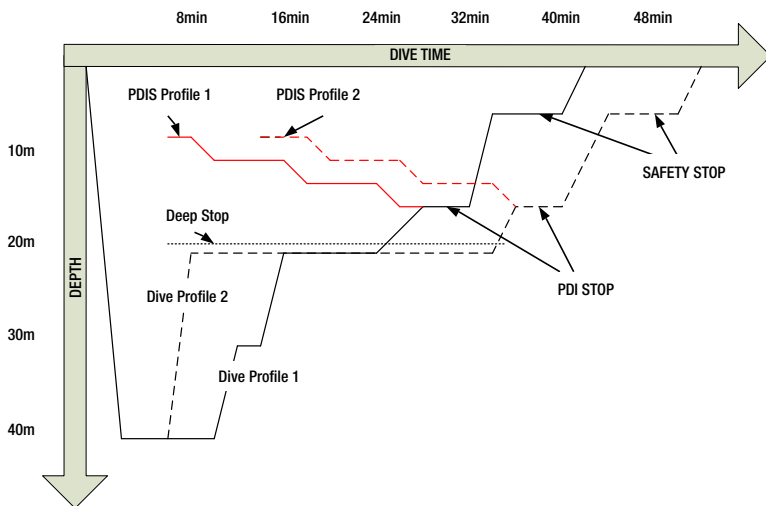 8min 16min 24min 32min 40min 48min
DIVE TIME
PDIS Profile 1
PDIS Profile 2
10m
SAFETY STOP
Deep Stop
20m
DEPTH
PDI STOP
Dive Profile 2
30m
Dive Profile 1
40m